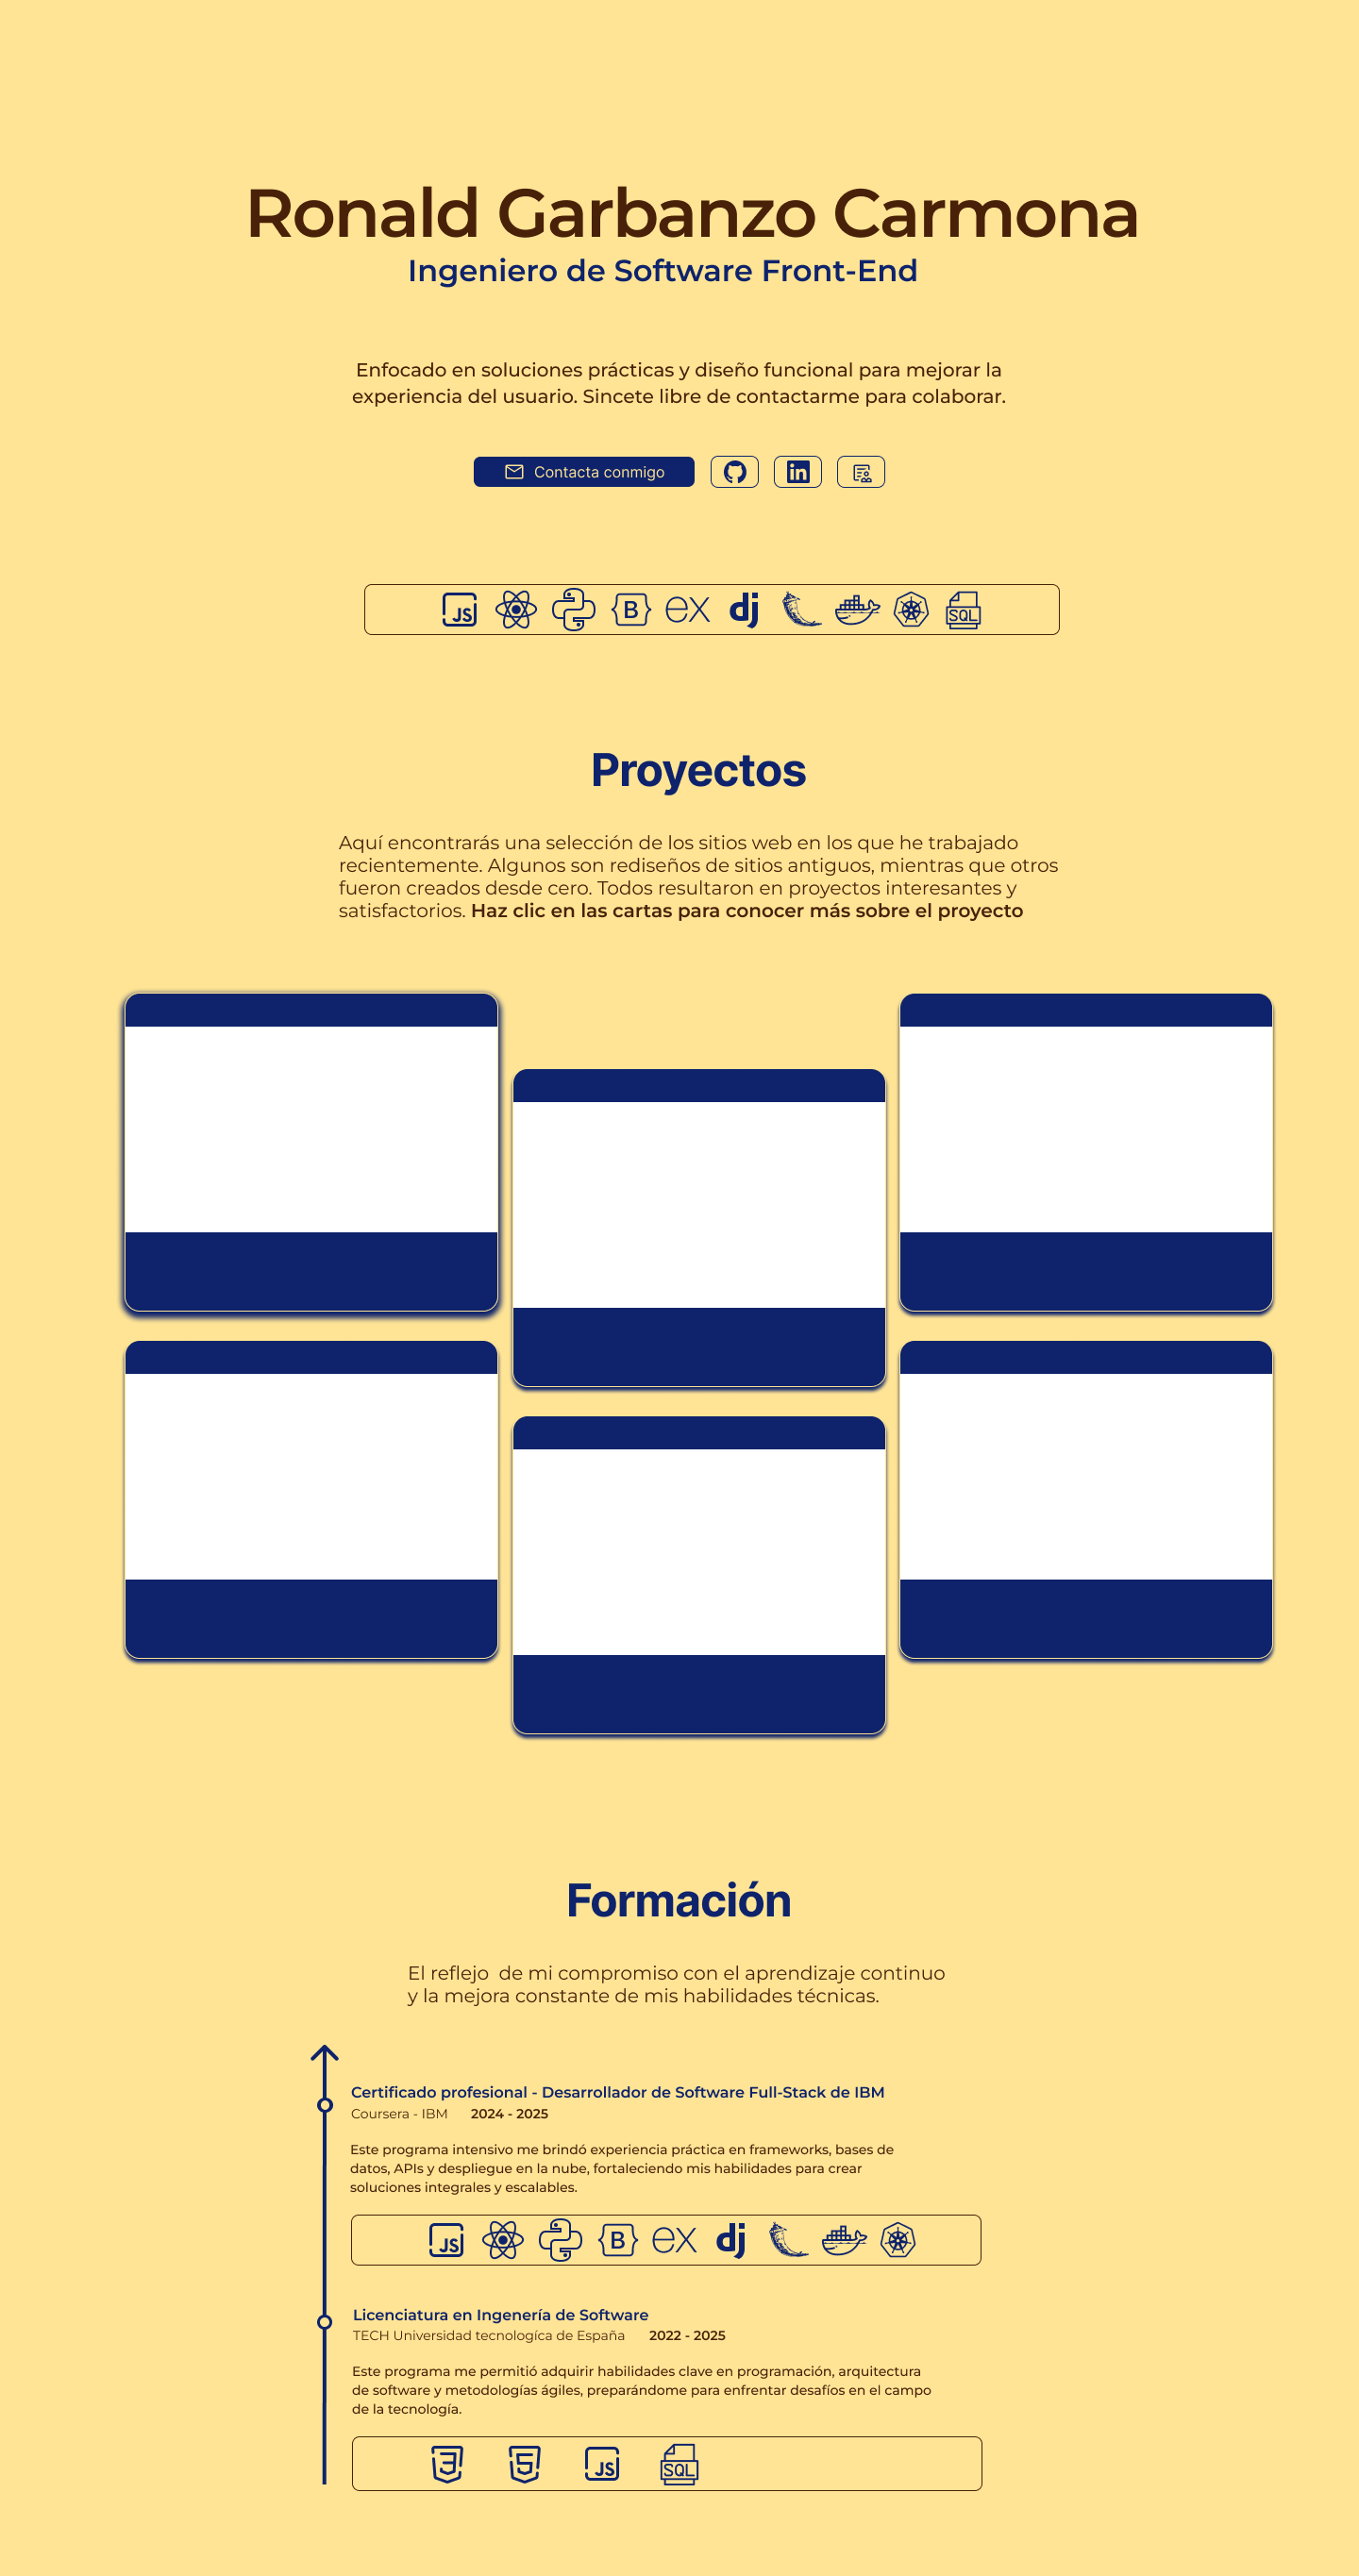 Ronald Garbanzo Carmona
Ingeniero de Software Front-End
Enfocado en soluciones prácticas y diseño funcional para mejorar la
experiencia del usuario. Sincete libre de contactarme para colaborar.
Contacta conmigo
in
JS
B
ex
dj
SQL
Proyectos
Aquí encontrarás una selección de los sitios web en los que he trabajado
recientemente. Algunos son rediseños de sitios antiguos, mientras que otros
fueron creados desde cero. Todos resultaron en proyectos interesantes y
satisfactorios. Haz clic en las cartas para conocer más sobre el proyecto
Formación
El reflejo  de mi compromiso con el aprendizaje continuo
y la mejora constante de mis habilidades técnicas.
Certificado profesional - Desarrollador de Software Full-Stack de IBM
Coursera - IBM 2024 - 2025
Este programa intensivo me brindó experiencia práctica en frameworks, bases de
datos, APIs y despliegue en la nube, fortaleciendo mis habilidades para crear
soluciones integrales y escalables.
JS
B
ex
dj
Licenciatura en Ingenería de Software
TECH Universidad tecnologíca de España 2022 - 2025
Este programa me permitió adquirir habilidades clave en programación, arquitectura
de software y metodologías ágiles, preparándome para enfrentar desafíos en el campo
de la tecnología.
3
5
JS
SQL